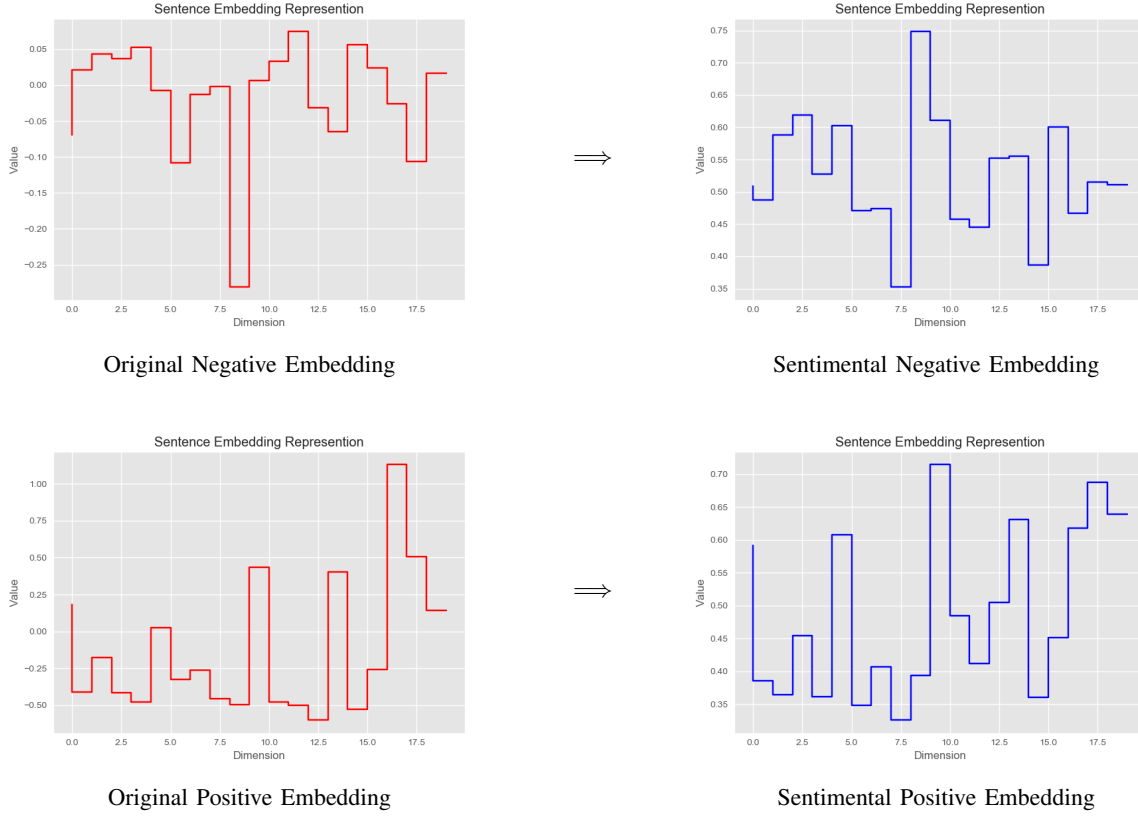 Sentence Embedding Represention
Sentence Embedding Represention
0.05
0.00
−0.05
−0.10
−0.15
−0.20
−0.25
Value
0.0 2.5 5.0 7.5 10.0 12.5 15.0 17.5
Dimension
⟹
0.75
0.70
0.65
0.60
0.55
0.50
0.45
0.40
0.35
Value
0.0 2.5 5.0 7.5 10.0 12.5 15.0 17.5
Dimension
Original Negative Embedding
Sentimental Negative Embedding
Sentence Embedding Represention
Sentence Embedding Represention
1.00
0.75
0.50
0.25
0.00
−0.25
−0.50
Value
0.0 2.5 5.0 7.5 10.0 12.5 15.0 17.5
Dimension
⟹
0.70
0.65
0.60
0.55
0.50
0.45
0.40
0.35
Value
0.0 2.5 5.0 7.5 10.0 12.5 15.0 17.5
Dimension
Original Positive Embedding
Sentimental Positive Embedding